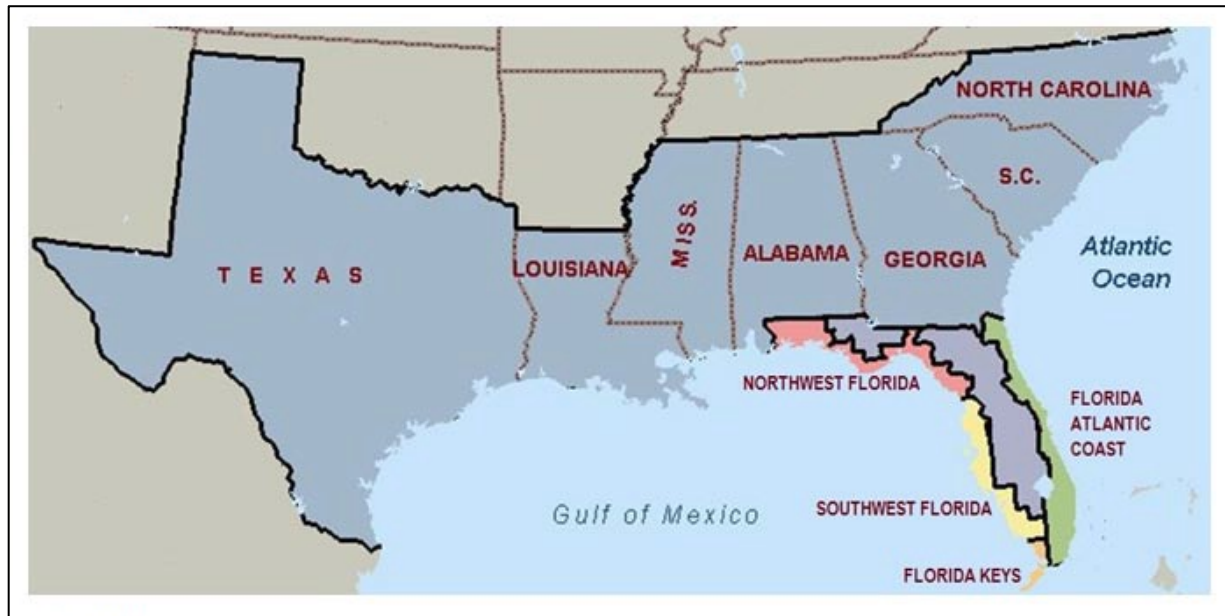 NORTH CAROLINA
S.C.
MISS.
ALABAMA
GEORGIA
Atlantic
Ocean
TEXAS
LOUISIANA
NORTHWEST FLORIDA
FLORIDA
ATLANTIC
COAST
Gulf of Mexico
SOUTHWEST FLORIDA
FLORIDA KEYS